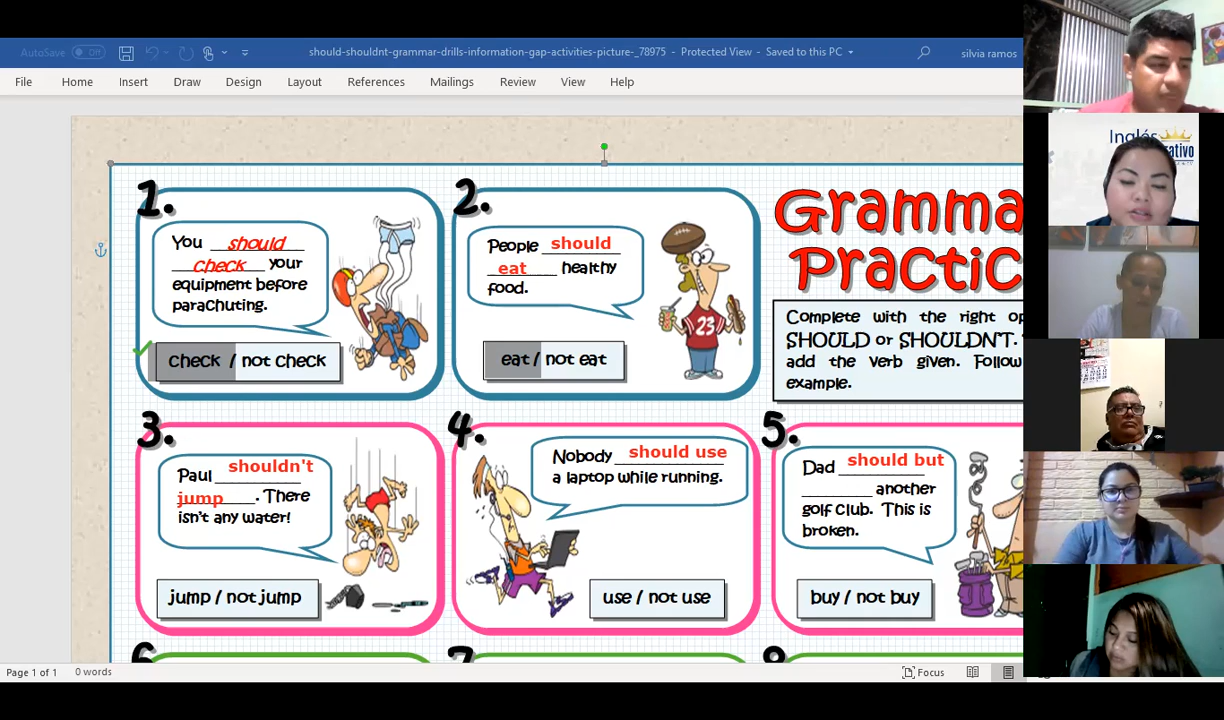 AutoSave Off should-shouldnt-grammar-drills-information-gap-activities-picture-_78975 - Protected View - Saved to this PC silvia ramos
File Home Insert Draw Design Layout References Mailings Review View Help
Inglés
1.
You should
check your
equipment before
parachuting.
check / not check
2.
People should
eat healthy
food.
23
eat / not eat
Gramma
Practic
Complete with the right op
SHOULD or SHOULDN'T.
add the verb given. Follow
example.
3.
Paul shouldn't
jump. There
isn't any water!
jump / not jump
4.
Nobody should use
a laptop while running.
use / not use
5.
Dad should but
another
golf club. This is
broken.
buy / not buy
6
7
8
Page 1 of 1 0 words Focus